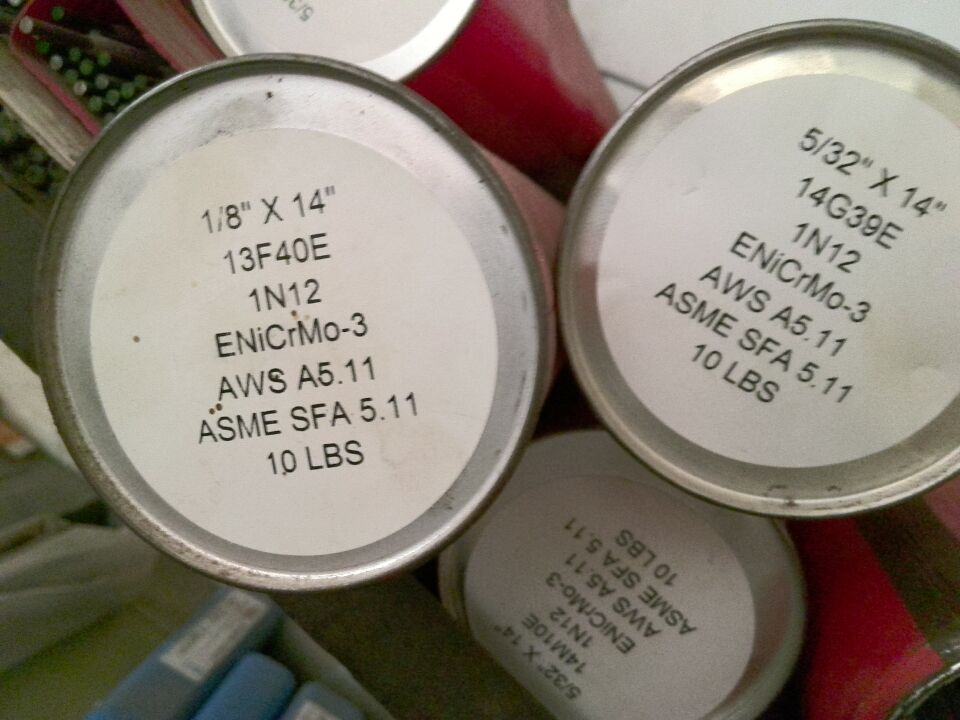 1/8" X 14"
13F40E
1N12
ENiCrMo-3
AWS A5.11
ASME SFA 5.11
10 LBS
5/32" X 14"
14G39E
1N12
ENiCrMo-3
AWS A5.11
ASME SFA 5.11
10 LBS
5/32" X 14"
14M10E
1N12
ENiCrMo-3
AWS A5.11
ASME SFA 5.11
10 LBS
5/32